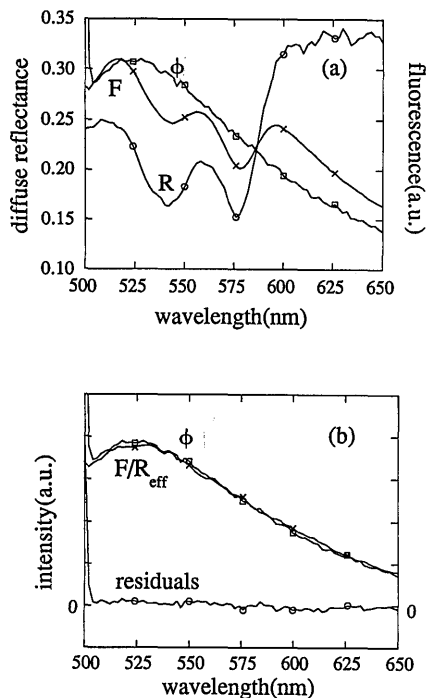 0.35
0.30
0.25
0.20
0.15
0.10
diffuse reflectance
fluorescence(a.u.)
ϕ
(a)
F
R
500 525 550 575 600 625 650
wavelength(nm)
ϕ
(b)
F/R_eff
intensity(a.u.)
residuals
0
0
500 525 550 575 600 625 650
wavelength(nm)